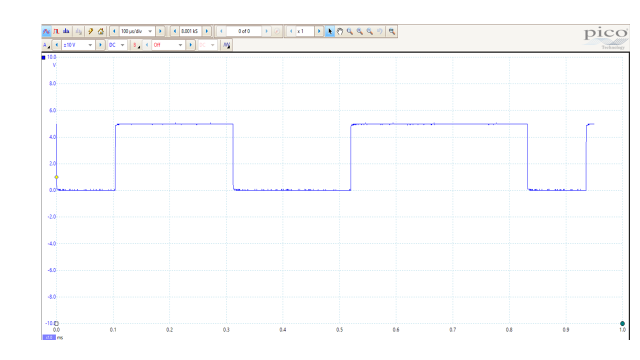 100 µs/div
8.001 kS
0 of 0
x 1
pico
Technology
A
±10 V
DC
B
Off
10.0
V
8.0
6.0
4.0
2.0
0.0
-2.0
-4.0
-6.0
-8.0
-10.0
0.0 0.1 0.2 0.3 0.4 0.5 0.6 0.7 0.8 0.9 1.0
ms